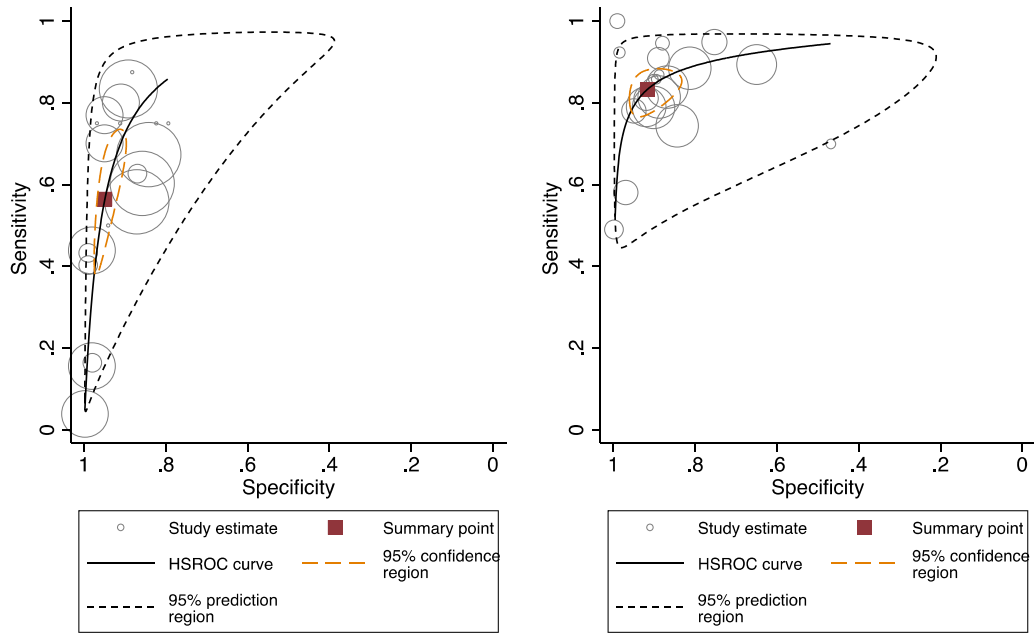 1
.8
.6
.4
.2
0
Sensitivity
1
.8
.6
.4
.2
0
Specificity
Study estimate
Summary point
HSROC curve
95% confidence
region
95% prediction
region
1
.8
.6
.4
.2
0
Sensitivity
1
.8
.6
.4
.2
0
Specificity
Study estimate
Summary point
HSROC curve
95% confidence
region
95% prediction
region